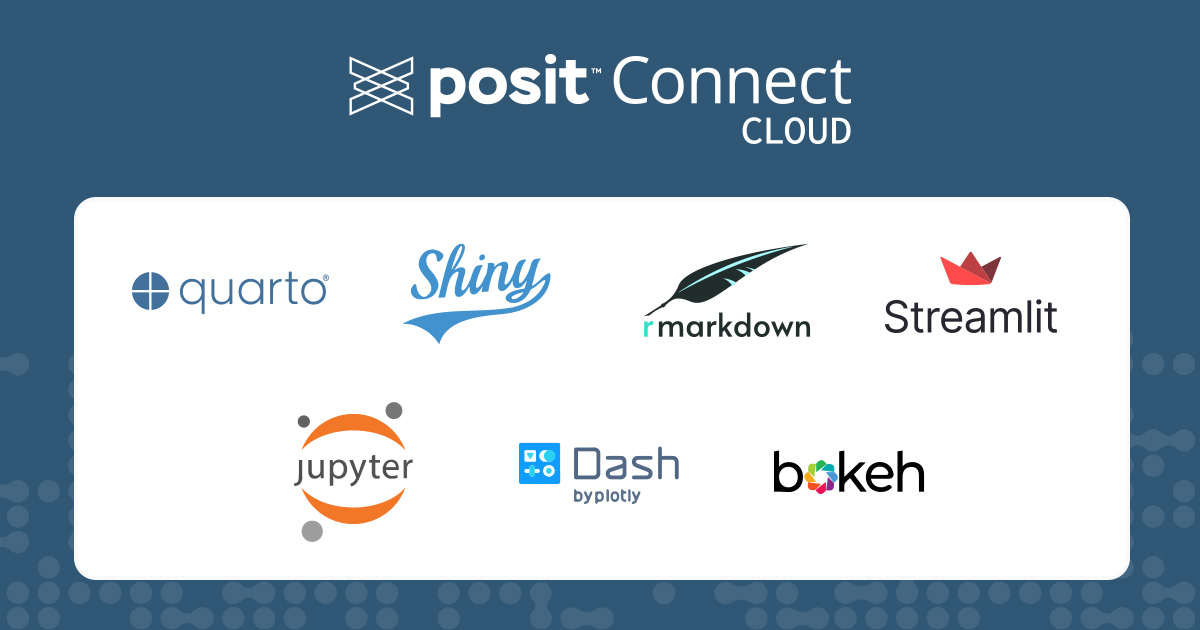 posit™ Connect
CLOUD
quarto®
Shiny
rmarkdown
Streamlit
jupyter
Dash
by plotly
bokeh